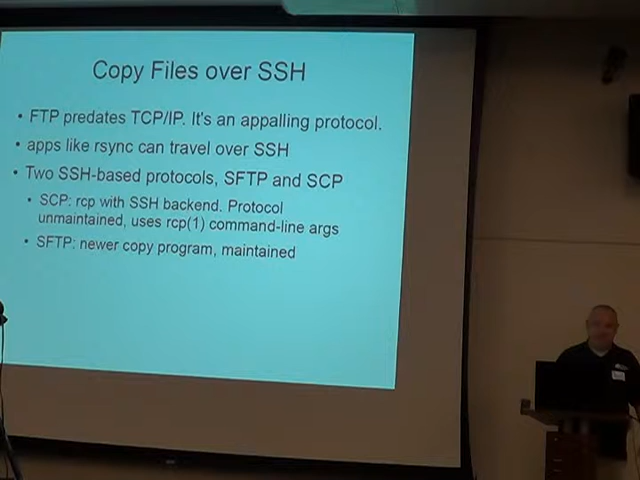 Copy Files over SSH
• FTP predates TCP/IP. It's an appalling protocol.
• apps like rsync can travel over SSH
• Two SSH-based protocols, SFTP and SCP
• SCP: rcp with SSH backend. Protocol
unmaintained, uses rcp(1) command-line args
• SFTP: newer copy program, maintained